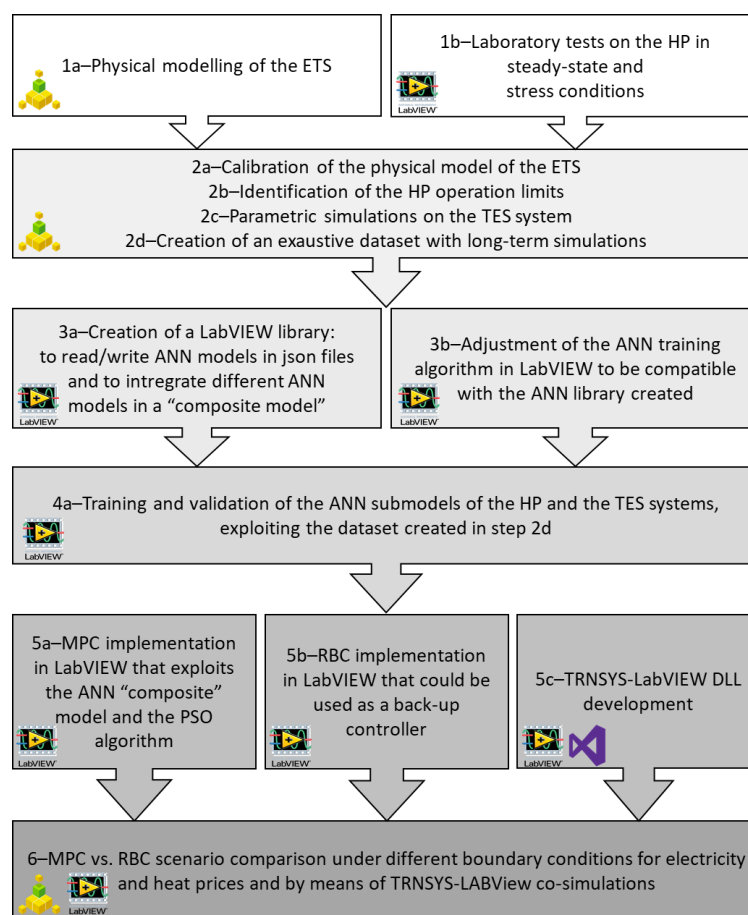 1a–Physical modelling of the ETS
1b–Laboratory tests on the HP in
steady-state and
stress conditions
LabVIEW
2a–Calibration of the physical model of the ETS
2b–Identification of the HP operation limits
2c–Parametric simulations on the TES system
2d–Creation of an exaustive dataset with long-term simulations
3a–Creation of a LabVIEW library:
to read/write ANN models in json files
and to intregrate different ANN
models in a “composite model”
LabVIEW
3b–Adjustment of the ANN training
algorithm in LabVIEW to be compatible
with the ANN library created
LabVIEW
4a–Training and validation of the ANN submodels of the HP and the TES systems,
exploiting the dataset created in step 2d
LabVIEW
5a–MPC implementation
in LabVIEW that exploits
the ANN “composite”
model and the PSO
algorithm
LabVIEW
5b–RBC implementation
in LabVIEW that could be
used as a back-up
controller
LabVIEW
5c–TRNSYS-LabVIEW DLL
development
LabVIEW
6–MPC vs. RBC scenario comparison under different boundary conditions for electricity
and heat prices and by means of TRNSYS-LABView co-simulations
LabVIEW